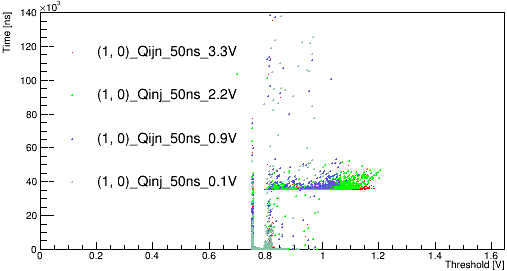 ×10³
Time [ns]
140
120
100
80
60
40
20
0
(1, 0)_Qijn_50ns_3.3V
(1, 0)_Qinj_50ns_2.2V
(1, 0)_Qijn_50ns_0.9V
(1, 0)_Qinj_50ns_0.1V
0 0.2 0.4 0.6 0.8 1 1.2 1.4 1.6
Threshold [V]